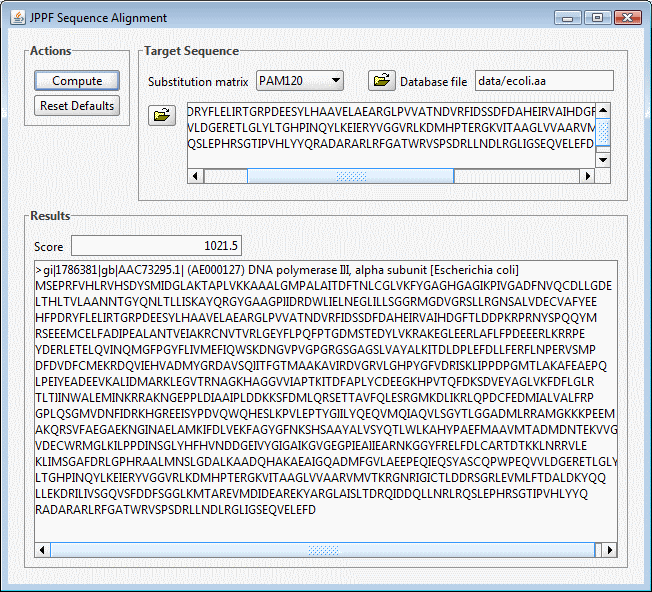 JPPF Sequence Alignment
Actions
Compute
Reset Defaults
Target Sequence
Substitution matrix PAM120 Database file data/ecoli.aa
DRYFLELIRTGRPDEESYLHAAVELAEARGLPVVATNDVRFIDSSDFDAHEIRVAIHDGF
VLDGERETLGLYLTGHPINQYLKEIERYVGGVRLKDMHPTERGKVITAAGLVVAARVM
QSLEPHRSGTIPVHLYYQRADARARLRFGATWRVSPSDRLLNDLRGLIGSEQVELEFD
Results
Score 1021.5
>gi|1786381|gb|AAC73295.1| (AE000127) DNA polymerase III, alpha subunit [Escherichia coli]
MSEPRFVHLRVHSDYSMIDGLAKTAPLVKKAAALGMPALAITDFTNLCGLVKFYGAGHGAGIKPIVGADFNVQCDLLGDE
LTHLTVLAANNTGYQNLTLLISKAYQRGYGAAGPIIDRDWLIELNEGLILLSGGRMGDVGRSLLRGNSALVDECVAFYEE
HFPDRYFLELIRTGRPDEESYLHAAVELAEARGLPVVATNDVRFIDSSDFDAHEIRVAIHDGFTLDDPKRPRNYSPQQYM
RSEEEMCELFADIPEALANTVEIAKRCNVTVRLGEYFLPQFPTGDMSTEDYLVKRAKEGLEERLAFLFPDEEERLKRRPE
YDERLETELQVINQMGFPGYFLIVMEFIQWSKDNGVPVGPGRGSGAGSLVAYALKITDLDPLEFDLLFERFLNPERVSMP
DFDVDFCMEKRDQVIEHVADMYGRDAVSQIITFGTMAAKAVIRDVGRVLGHPYGFVDRISKLIPPDPGMTLAKAFEAEPQ
LPEIYEADEEVKALIDMARKLEGVTRNAGKHAGGVVIAPTKITDFAPLYCDEEGKHPVTQFDKSDVEYAGLVKFDFLGLR
TLTIINWALEMINKRRAKNGEPPLDIAAIPLDDKKSFDMLQRSETTAVFQLESRGMKDLIKRLQPDCFEDMIALVALFRP
GPLQSGMVDNFIDRKHGREEISYPDVQWQHESLKPVLEPTYGIILYQEQVMQIAQVLSGYTLGGADMLRRAMGKKKPEEM
AKQRSVFAEGAEKNGINAELAMKIFDLVEKFAGYGFNKSHSAAYALVSYQTLWLKAHYPAEFMAAVMTADMDNTEKVVG
VDECWRMGLKILPPDINSGLYHFHVNDDGEIVYGIGAIKGVGEGPIEAIIEARNKGGYFRELFDLCARTDTKKLNRRVLE
KLIMSGAFDRLGPHRAALMNSLGDALKAADQHAKAEAIGQADMFGVLAEEPEQIEQSYASCQPWPEQVVLDGERETLGLY
LTGHPINQYLKEIERYVGGVRLKDMHPTERGKVITAAGLVVAARVMVTKRGNRIGICTLDDRSGRLEVMLFTDALDKYQQ
LLEKDRILIVSGQVSFDDFSGGLKMTAREVMDIDEAREKYARGLAISLTDRQIDDQLLNRLRQSLEPHRSGTIPVHLYYQ
RADARARLRFGATWRVSPSDRLLNDLRGLIGSEQVELEFD